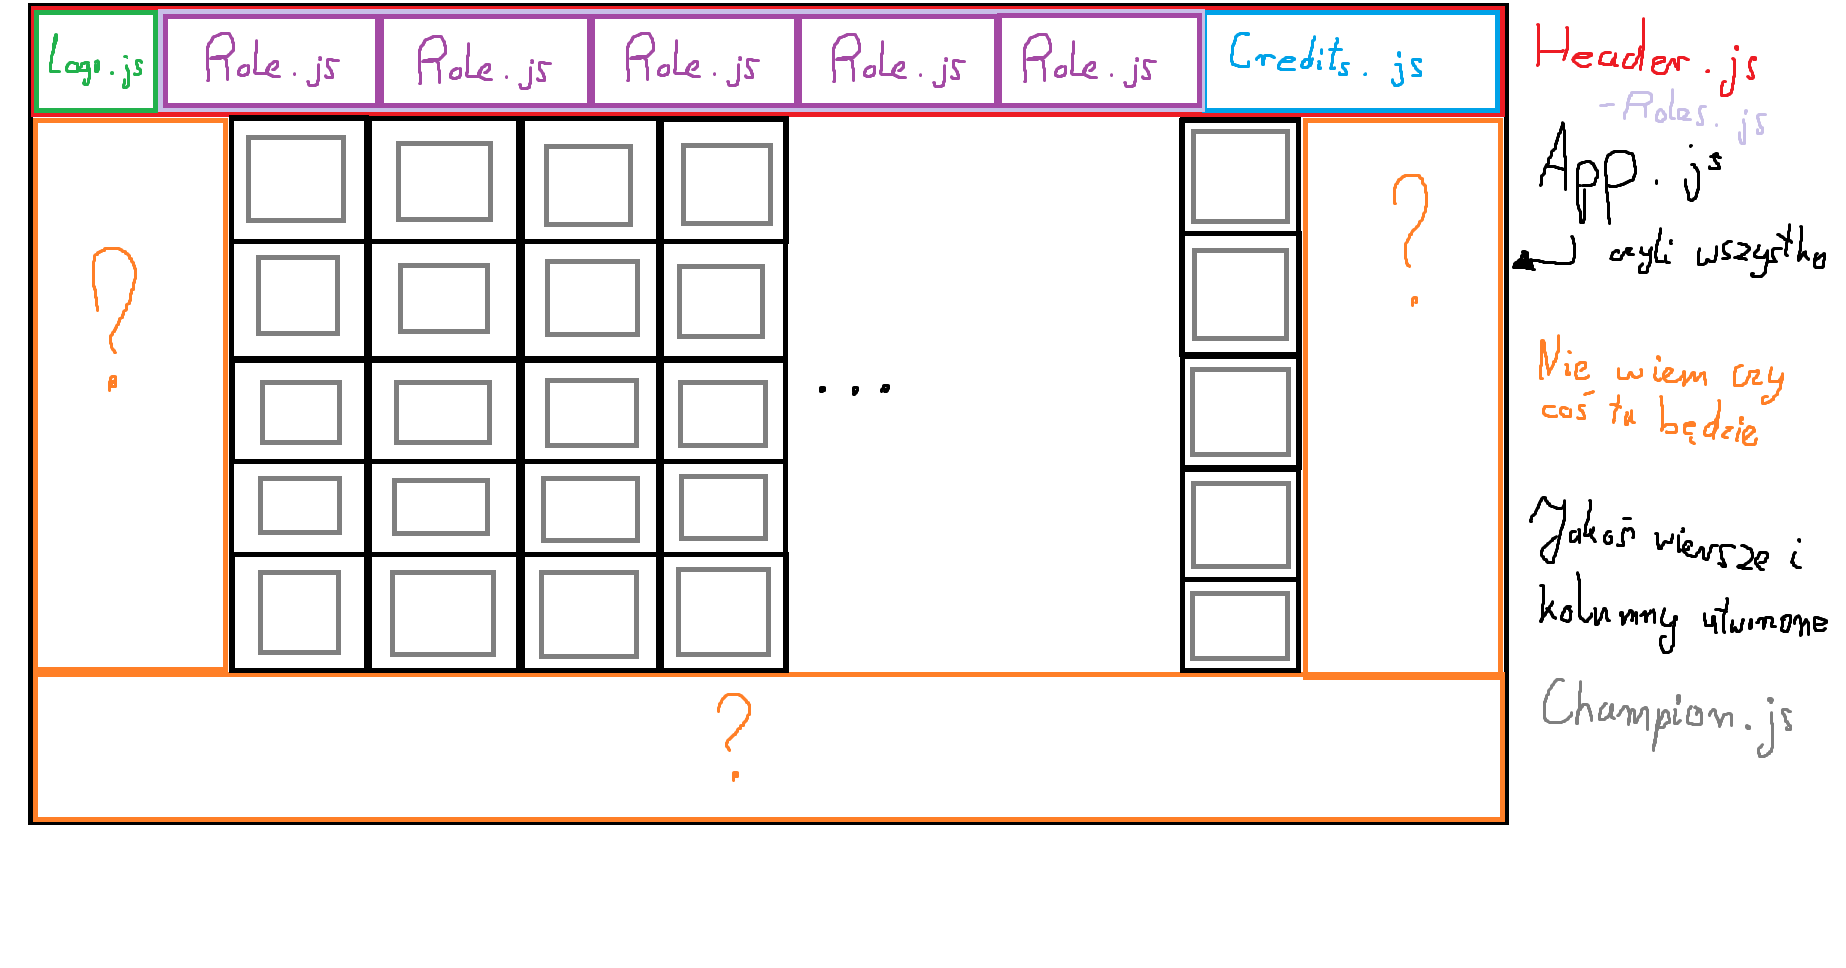 Logo.js Role.js Role.js Role.js Role.js Role.js Credits.js
Header.js
-Roles.js
App.js
czyli wszystko
?
?
Nie wiem czy
coś tu będzie
...
Jakoś wiersze i
kolumny utworzone
Champion.js
?